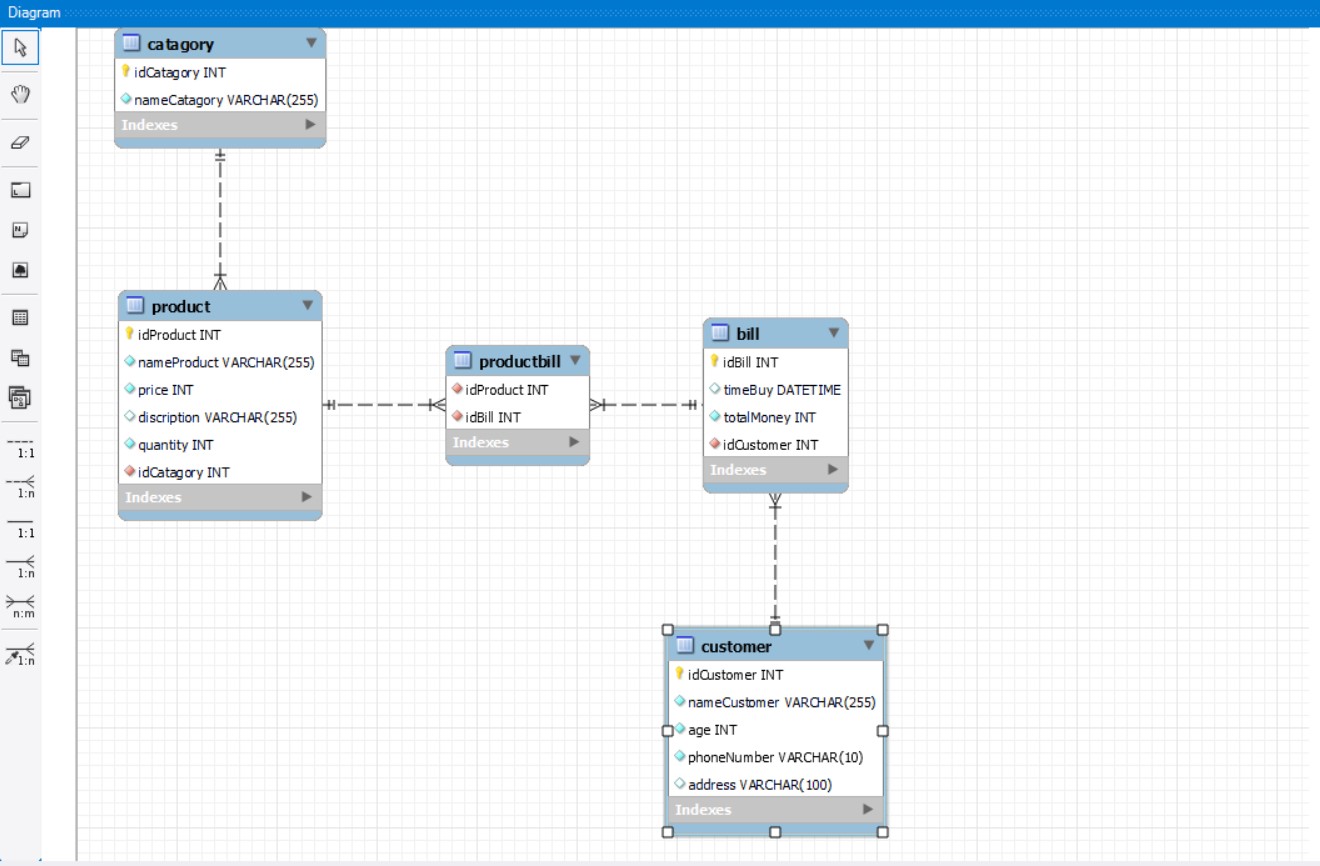 Diagram
catagory
idCatagory INT
nameCatagory VARCHAR(255)
Indexes
product
idProduct INT
nameProduct VARCHAR(255)
price INT
discription VARCHAR(255)
quantity INT
idCatagory INT
Indexes
productbill
idProduct INT
idBill INT
Indexes
bill
idBill INT
timeBuy DATETIME
totalMoney INT
idCustomer INT
Indexes
customer
idCustomer INT
nameCustomer VARCHAR(255)
age INT
phoneNumber VARCHAR(10)
address VARCHAR(100)
Indexes
1:1
1:n
1:1
1:n
n:m
1:n